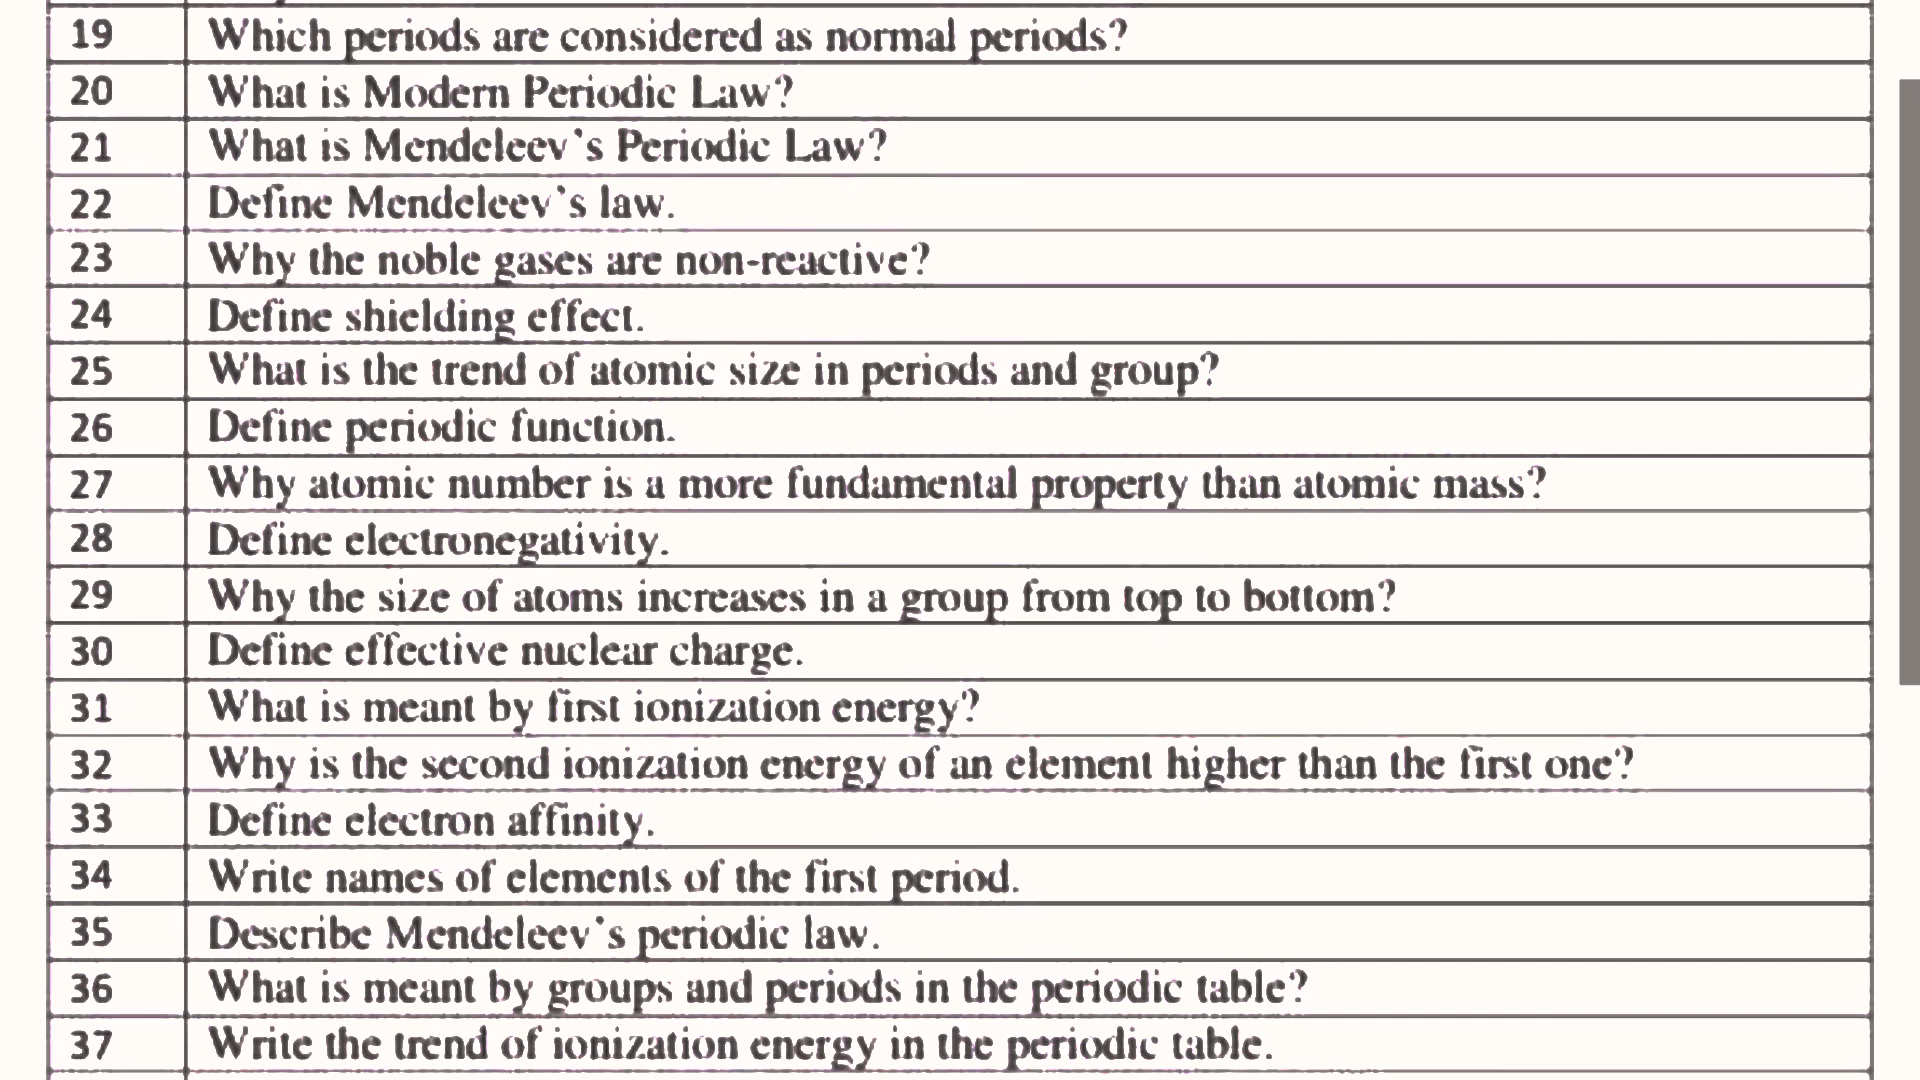 19 Which periods are considered as normal periods?
20 What is Modern Periodic Law?
21 What is Mendeleev's Periodic Law?
22 Define Mendeleev's law.
23 Why the noble gases are non-reactive?
24 Define shielding effect.
25 What is the trend of atomic size in periods and group?
26 Define periodic function.
27 Why atomic number is a more fundamental property than atomic mass?
28 Define electronegativity.
29 Why the size of atoms increases in a group from top to bottom?
30 Define effective nuclear charge.
31 What is meant by first ionization energy?
32 Why is the second ionization energy of an element higher than the first one?
33 Define electron affinity.
34 Write names of elements of the first period.
35 Describe Mendeleev's periodic law.
36 What is meant by groups and periods in the periodic table?
37 Write the trend of ionization energy in the periodic table.